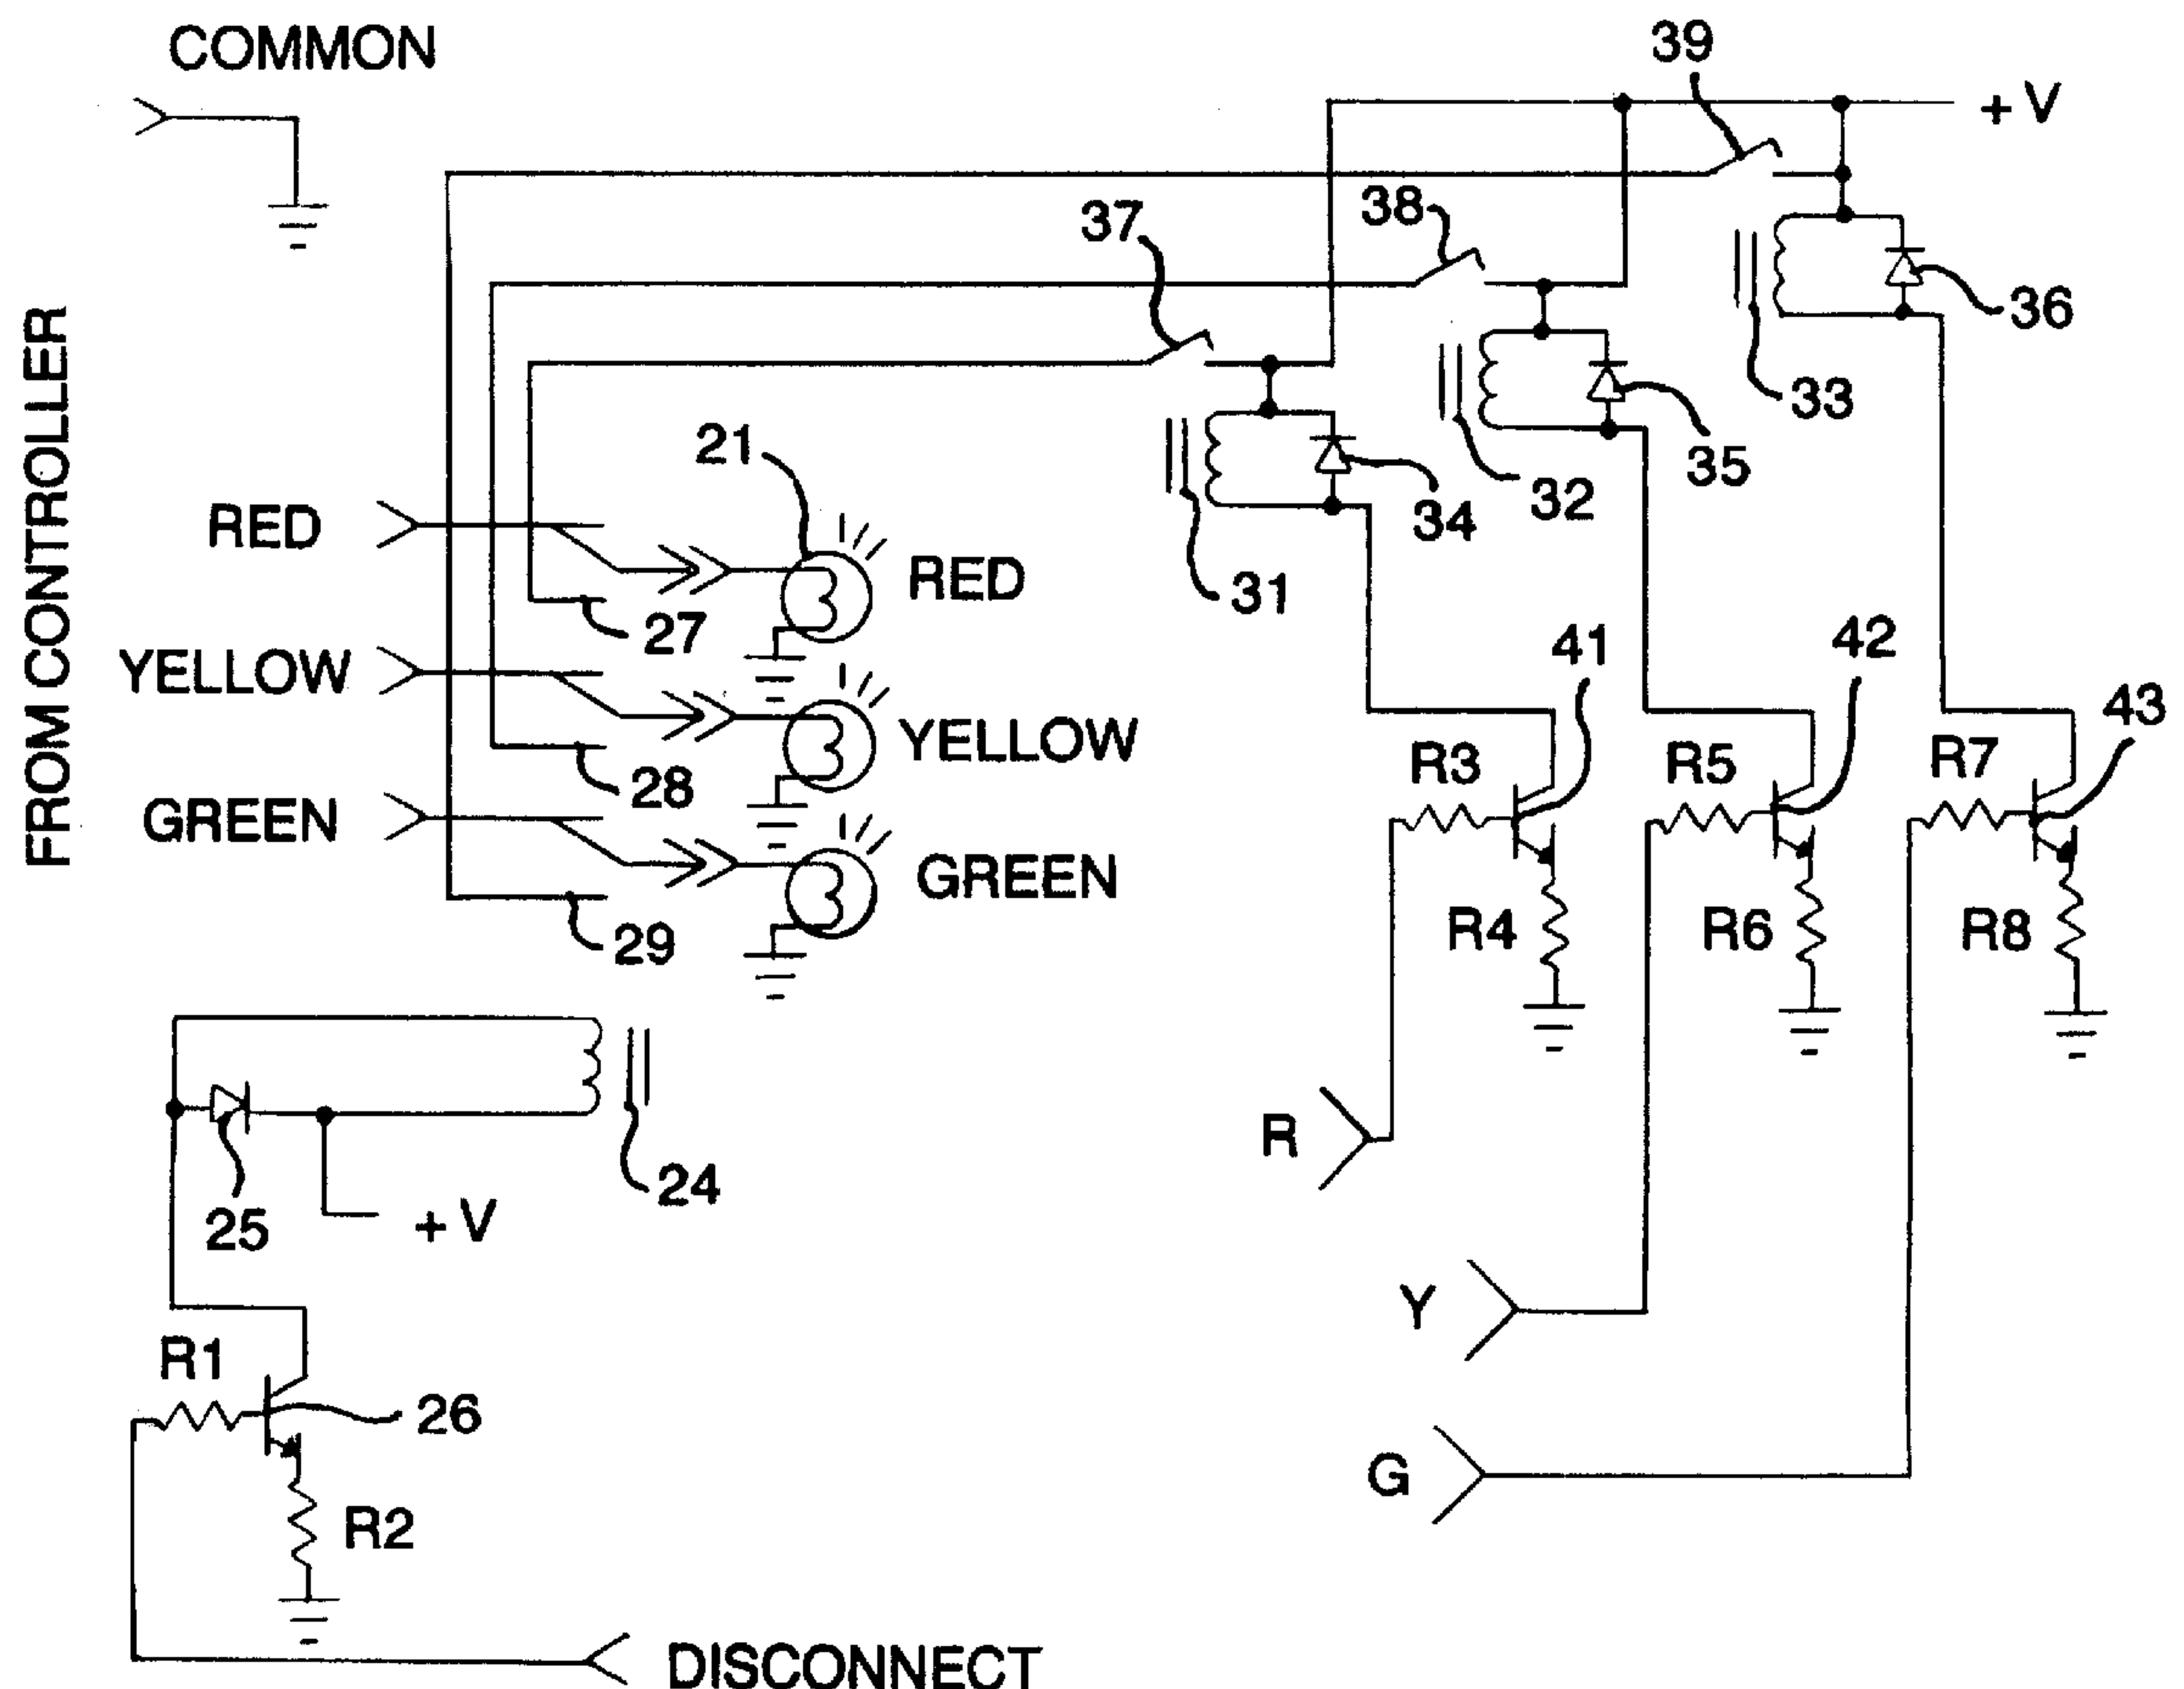 COMMON
39
+ V
37
38
36
33
35
32
34
31
FROM CONTROLLER
21
RED
RED
27
YELLOW
YELLOW
28
GREEN
GREEN
29
41
42
43
R3
R5
R7
R4
R6
R8
24
25
+ V
R
Y
G
R1
26
R2
DISCONNECT